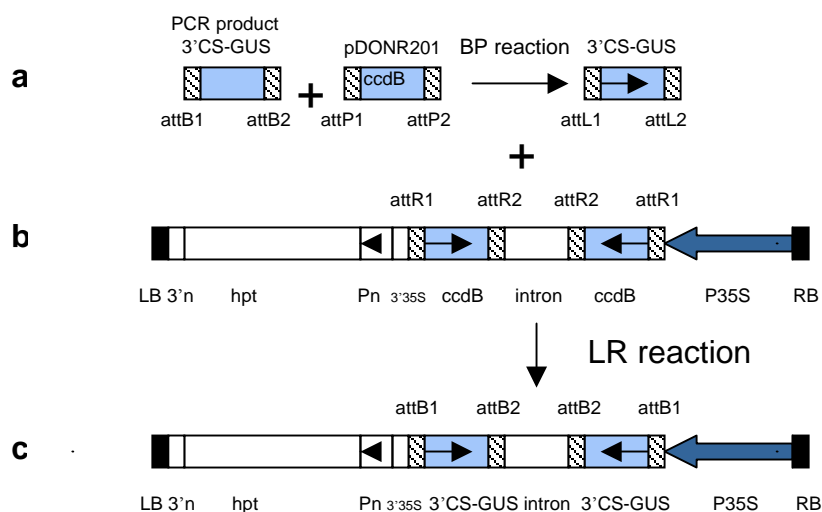 PCR product
3’CS-GUS
pDONR201
BP reaction
3’CS-GUS
a
ccdB
+
attB1 attB2 attP1 attP2 attL1 attL2
+
attR1 attR2 attR2 attR1
b
LB 3’n hpt Pn 3’35S ccdB intron ccdB P35S RB
LR reaction
attB1 attB2 attB2 attB1
c
LB 3’n hpt Pn 3’35S 3’CS-GUS intron 3’CS-GUS P35S RB